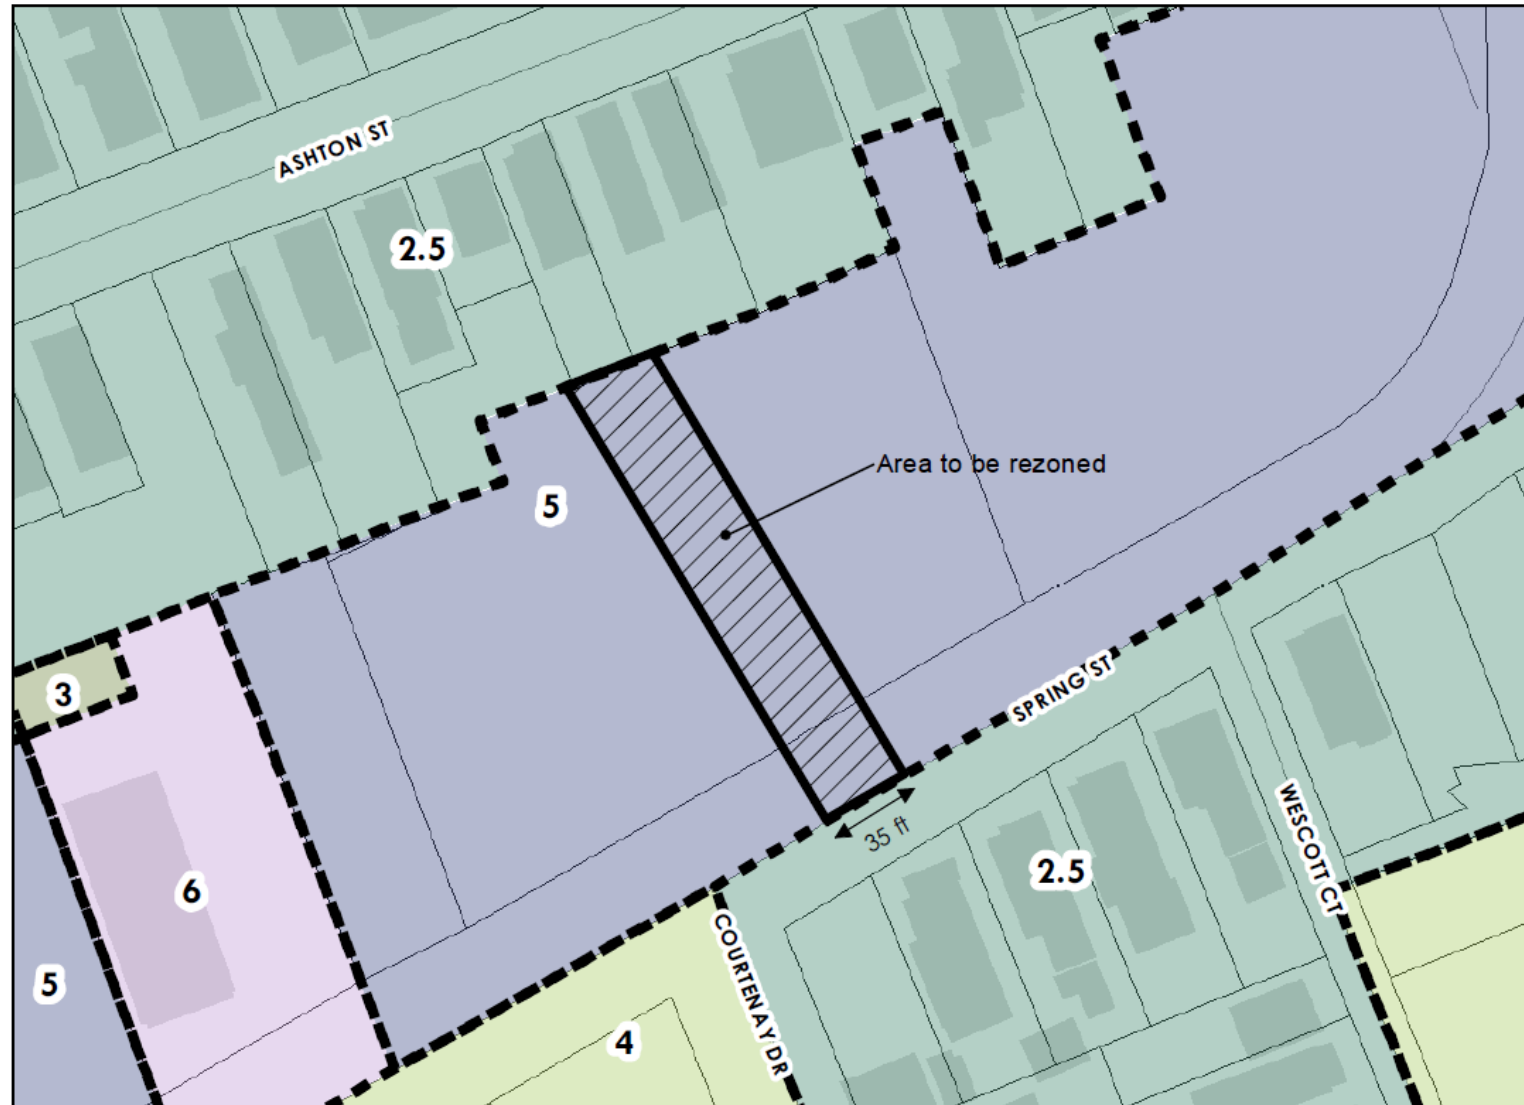 ASHTON ST
2.5
Area to be rezoned
5
3
SPRING ST
35 ft
WESCOTT CT
2.5
6
COURTENAY DR
5
4